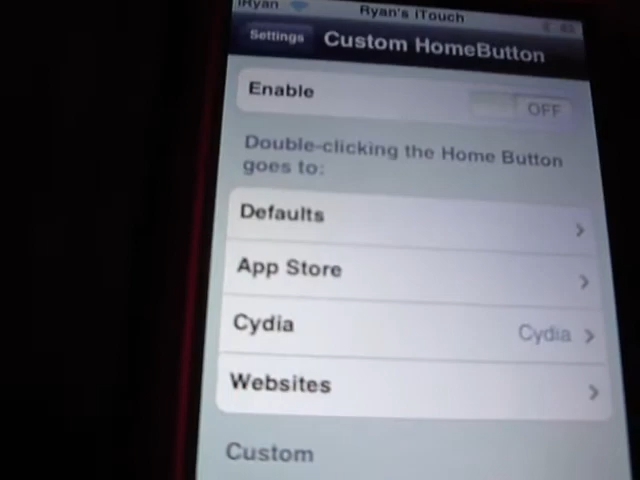 iRyan
Ryan's iTouch
Settings
Custom HomeButton
Enable
OFF
Double-clicking the Home Button
goes to:
Defaults
App Store
Cydia
Cydia
Websites
Custom